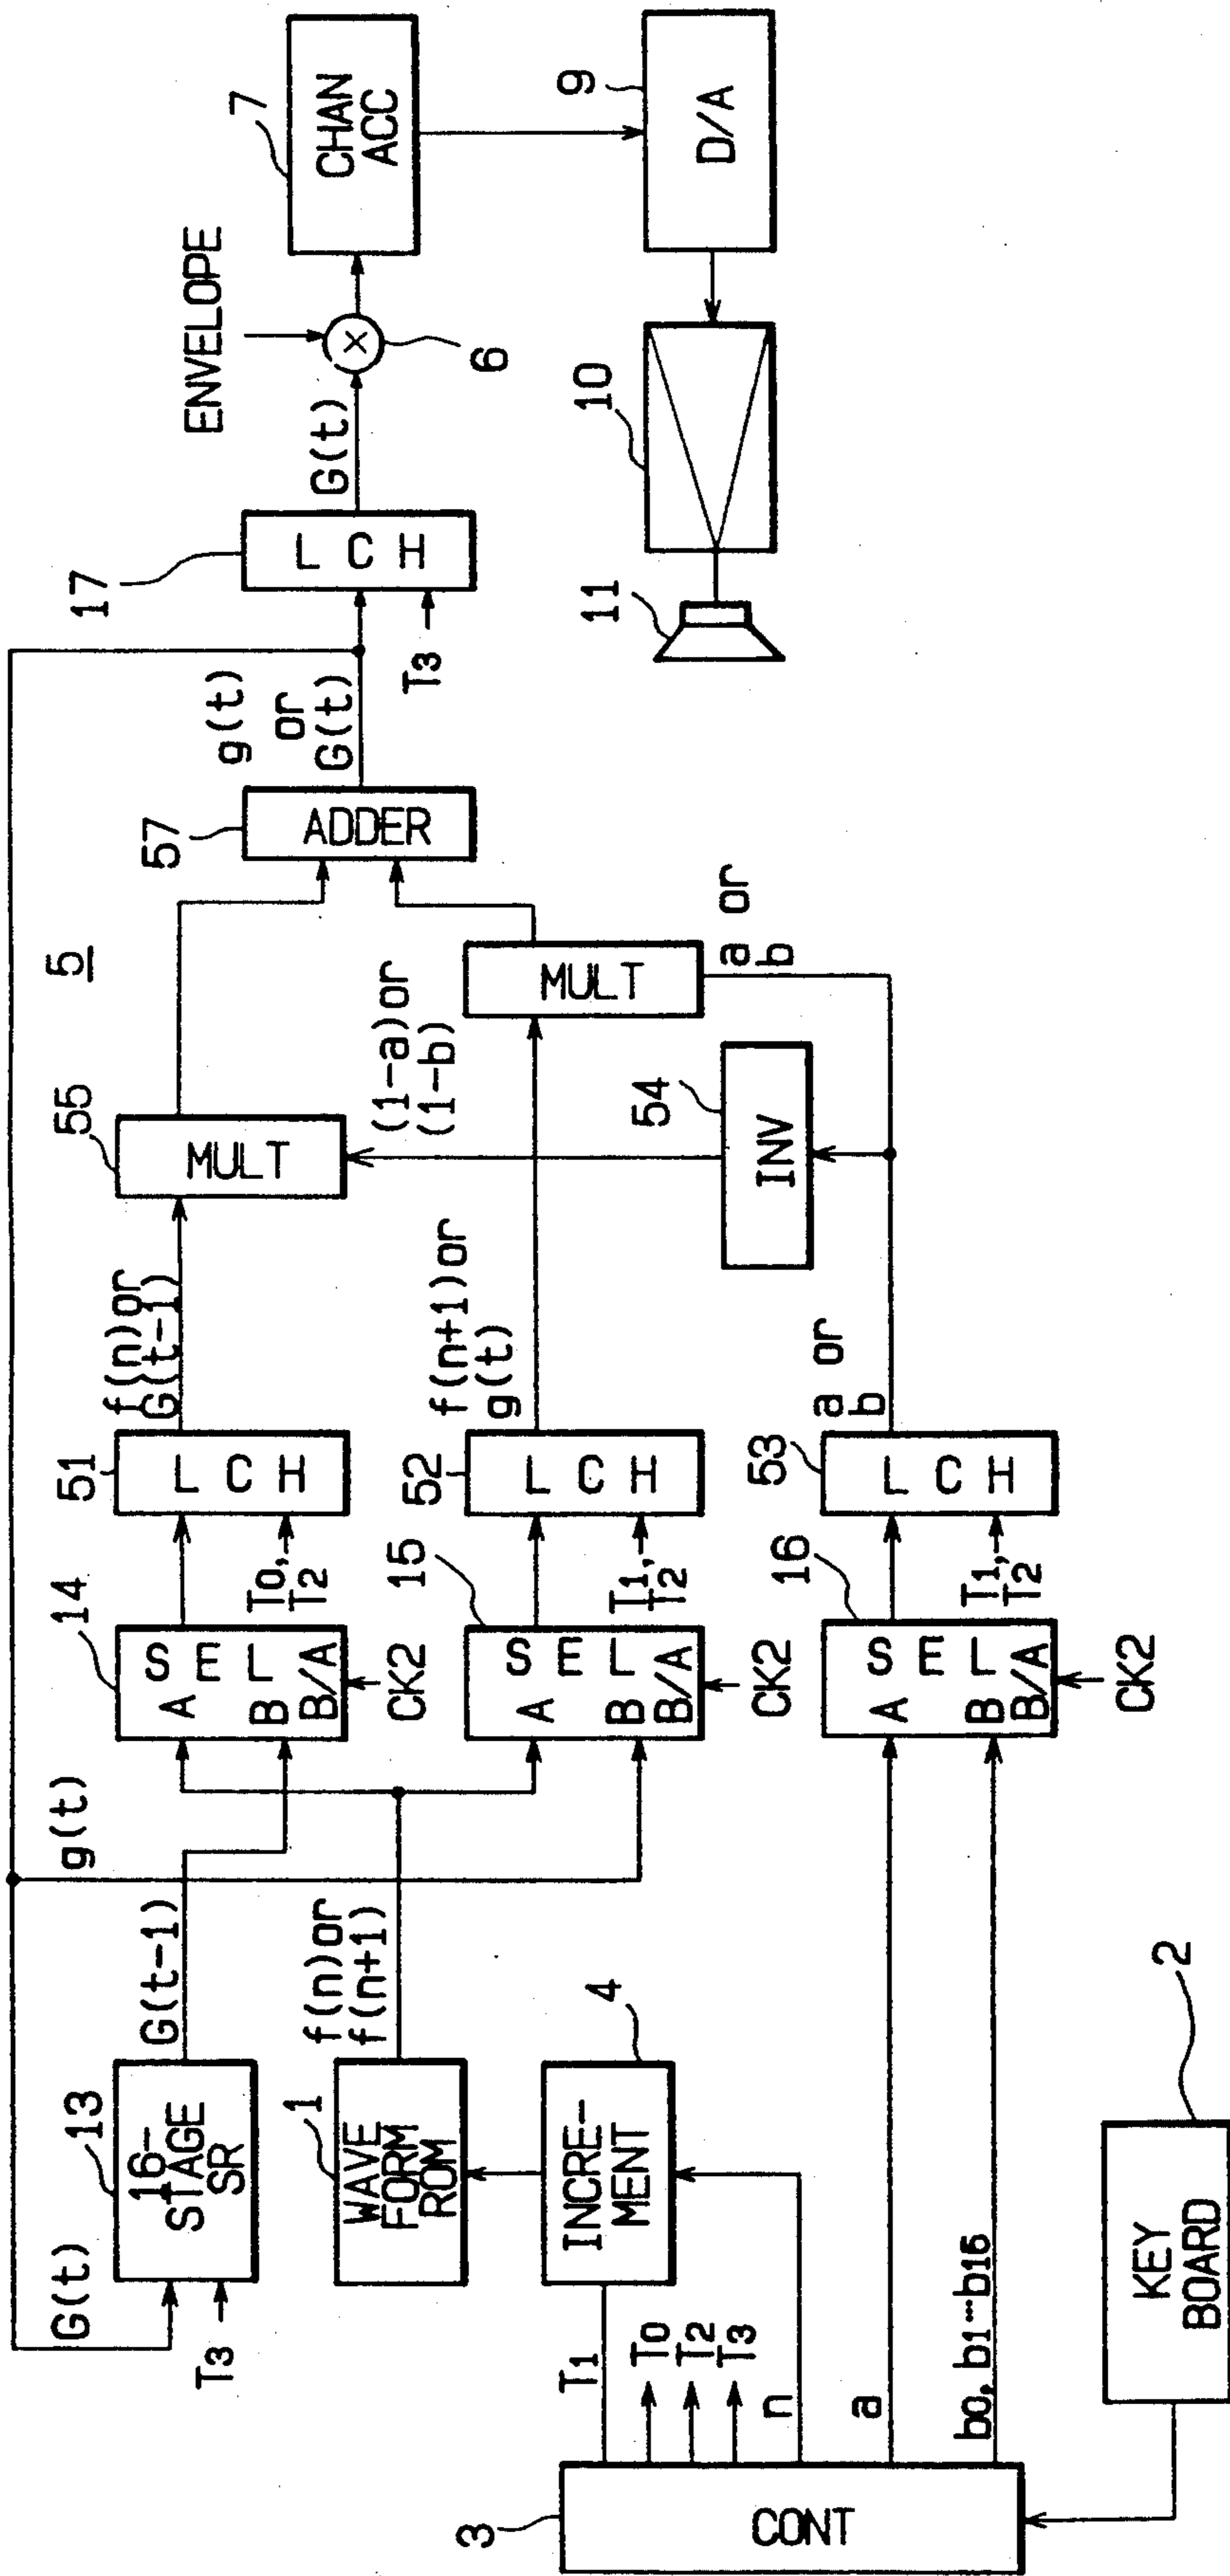 5
7
CHAN
ACC
ENVELOPE
×
6
9
D/A
10
11
G(t)
17
L C H
T3
g(t)
or
G(t)
57
ADDER
55
MULT
(1-a)or
(1-b)
MULT
a or
b
54
INV
f(n)or
G(t-1)
f(n+1)or
g(t)
a or
b
51
L C H
T0,
T2
52
L C H
T1,
T2
53
L C H
T1,
T2
14
S E L
A B B/A
CK2
15
S E L
A B B/A
CK2
16
S E L
A B B/A
CK2
g(t)
G(t-1)
f(n)or
f(n+1)
13
16-
STAGE
SR
G(t)
T3
1
WAVE
FORM
ROM
4
INCRE-
MENT
T1
T0
T2
T3
n
a
b0, b1…b16
3
CONT
2
KEY
BOARD